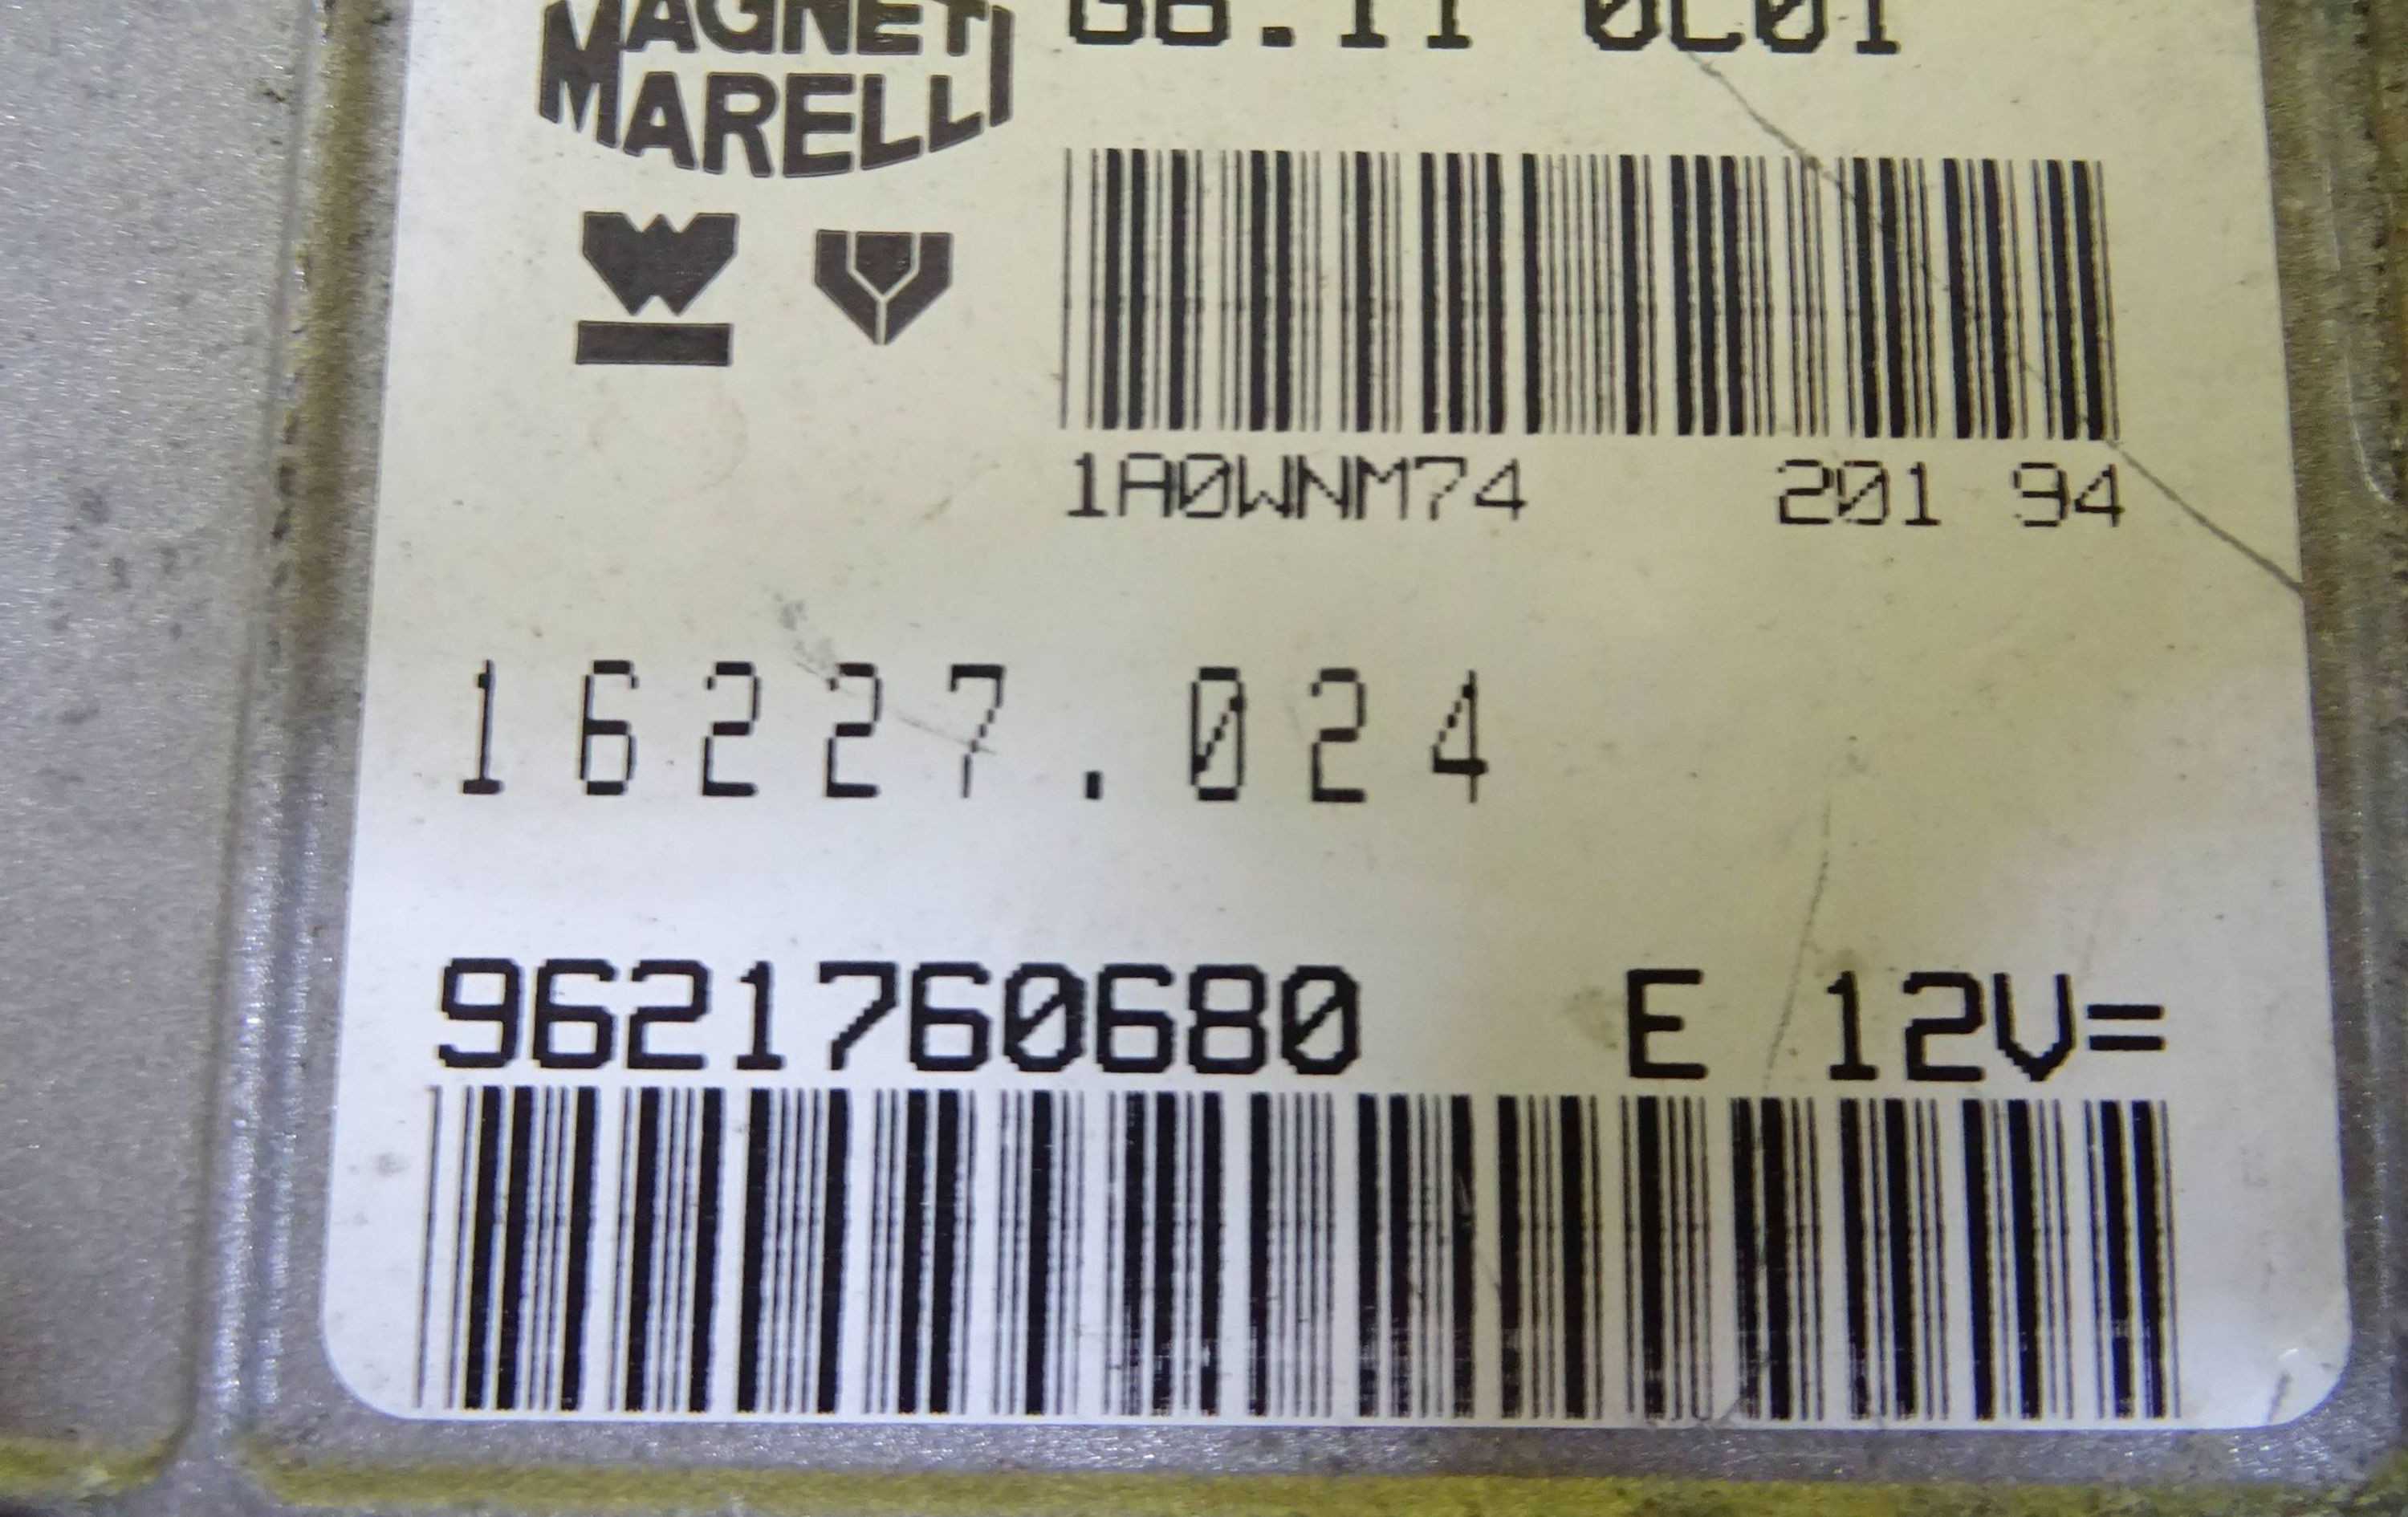 MAGNETI
MARELLI
1A0WNM74 201 94
16227.024
9621760680 E 12V=